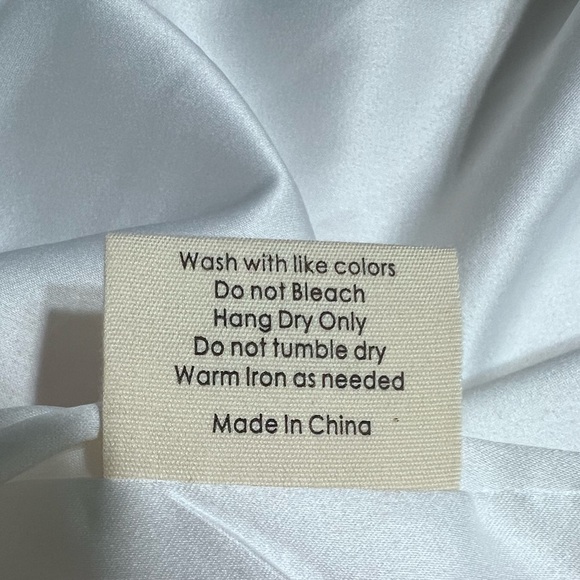 Wash with like colors
Do not Bleach
Hang Dry Only
Do not tumble dry
Warm Iron as needed
Made In China